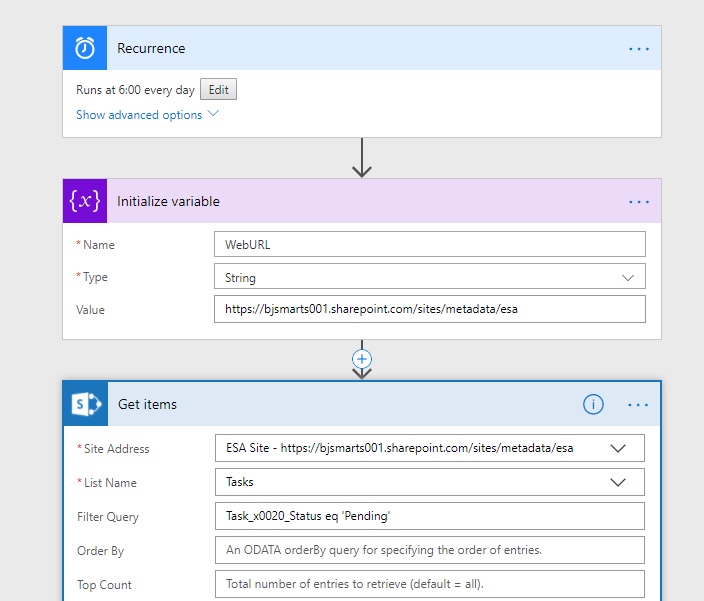 Recurrence
Runs at 6:00 every day Edit
Show advanced options
{x} Initialize variable
* Name WebURL
* Type String
Value https://bjsmarts001.sharepoint.com/sites/metadata/esa
S Get items
* Site Address ESA Site - https://bjsmarts001.sharepoint.com/sites/metadata/esa
* List Name Tasks
Filter Query Task_x0020_Status eq 'Pending'
Order By An ODATA orderBy query for specifying the order of entries.
Top Count Total number of entries to retrieve (default = all).